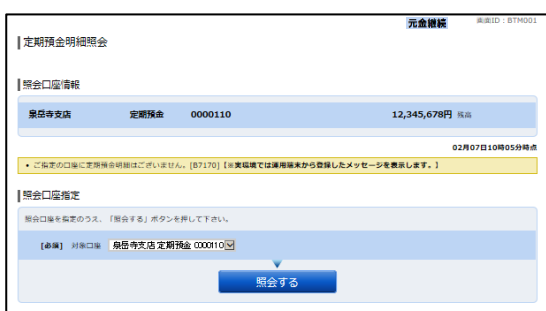 元金継続 画面ID：BTM001
定期預金明細照会
照会口座情報
泉岳寺支店 定期預金 0000110 12,345,678円 残高
02月07日10時05分時点
• ご指定の口座に定期預金明細はございません。[B7170]【※実環境では運用端末から登録したメッセージを表示します。】
照会口座指定
照会口座を指定のうえ、「照会する」ボタンを押して下さい。
[必須] 対象口座 泉岳寺支店 定期預金 0000110
照会する